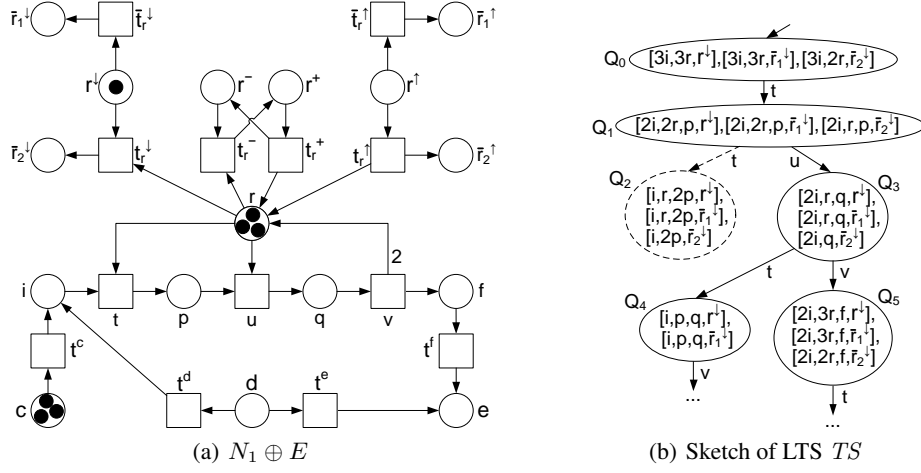 r̄₁↓ t̄ᵣ↓ t̄ᵣ↑ r̄₁↑
r↓ r⁻ r⁺ r↑
r̄₂↓ tᵣ↓ tᵣ⁻ tᵣ⁺ tᵣ↑ r̄₂↑
r
2
i t p u q v f
tᶜ tᶠ
c tᵈ d tᵉ e
(a) N₁ ⊕ E
Q₀ [3i,3r,r↓],[3i,3r,r̄₁↓],[3i,2r,r̄₂↓]
t
Q₁ [2i,2r,p,r↓],[2i,2r,p,r̄₁↓],[2i,r,p,r̄₂↓]
t u
Q₂
[i,r,2p,r↓],
[i,r,2p,r̄₁↓],
[i,2p,r̄₂↓]
Q₃
[2i,r,q,r↓],
[2i,r,q,r̄₁↓],
[2i,q,r̄₂↓]
t v
Q₄
[i,p,q,r↓],
[i,p,q,r̄₁↓]
v
...
Q₅
[2i,3r,f,r↓],
[2i,3r,f,r̄₁↓],
[2i,2r,f,r̄₂↓]
t
...
(b) Sketch of LTS TS